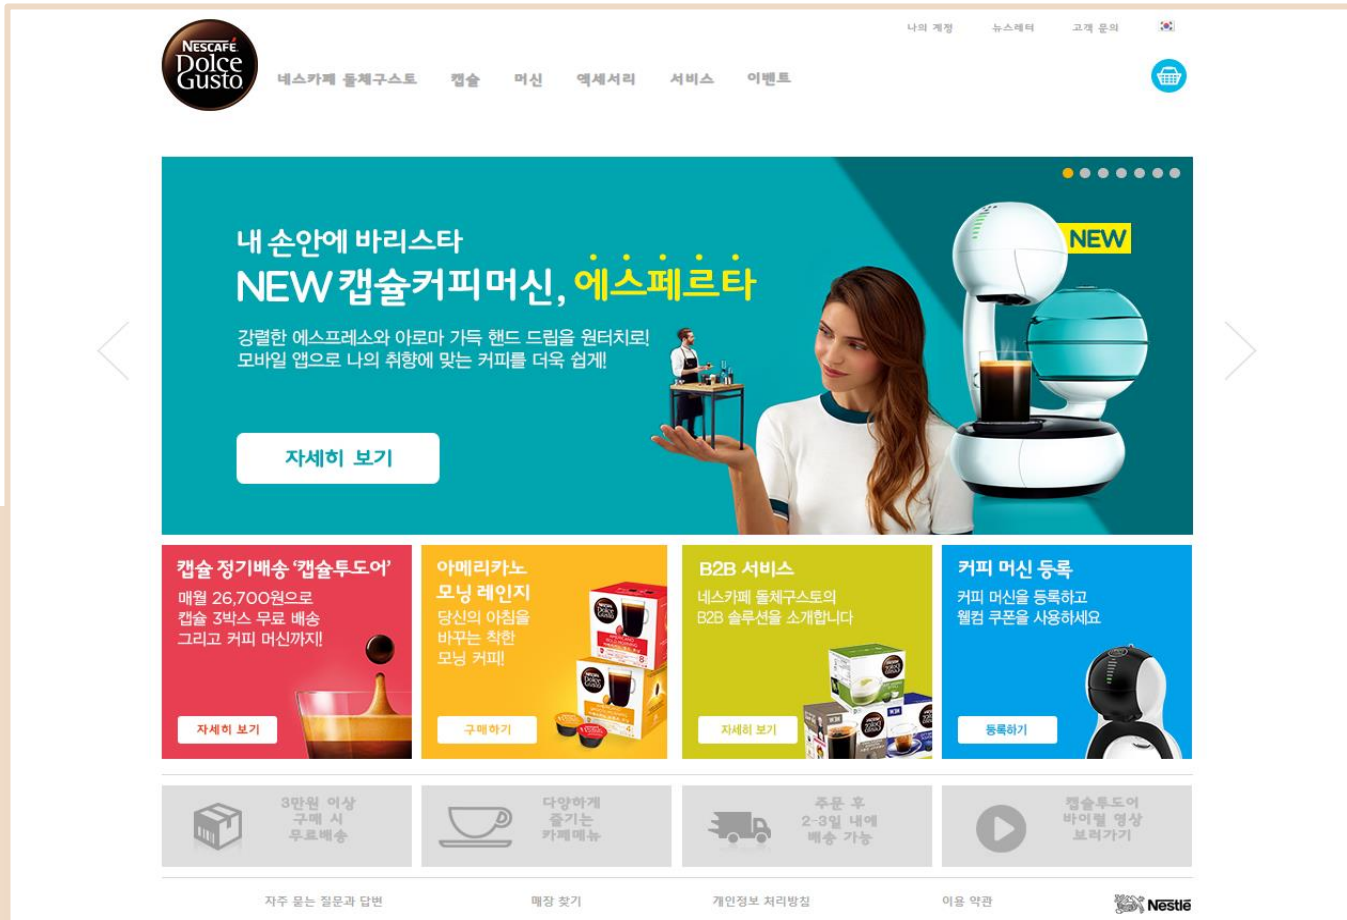 나의 계정 뉴스레터 고객 문의
NESCAFÉ
Dolce
Gusto
네스카페 돌체구스토 캡슐 머신 액세서리 서비스 이벤트
내 손안에 바리스타
NEW
NEW 캡슐커피머신, 에스페르타
강렬한 에스프레소와 아로마 가득 핸드 드립을 원터치로!
모바일 앱으로 나의 취향에 맞는 커피를 더욱 쉽게!
자세히 보기
캡슐 정기배송 ‘캡슐투도어’
매월 26,700원으로
캡슐 3박스 무료 배송
그리고 커피 머신까지!
자세히 보기
아메리카노
모닝 레인지
당신의 아침을
바꾸는 착한
모닝 커피!
구매하기
B2B 서비스
네스카페 돌체구스토의
B2B 솔루션을 소개합니다
자세히 보기
커피 머신 등록
커피 머신을 등록하고
웰컴 쿠폰을 사용하세요
등록하기
3만원 이상
구매 시
무료배송
다양하게
즐기는
카페메뉴
주문 후
2-3일 내에
배송 가능
캡슐투도어
바이럴 영상
보러가기
자주 묻는 질문과 답변 매장 찾기 개인정보 처리방침 이용 약관 Nestlé